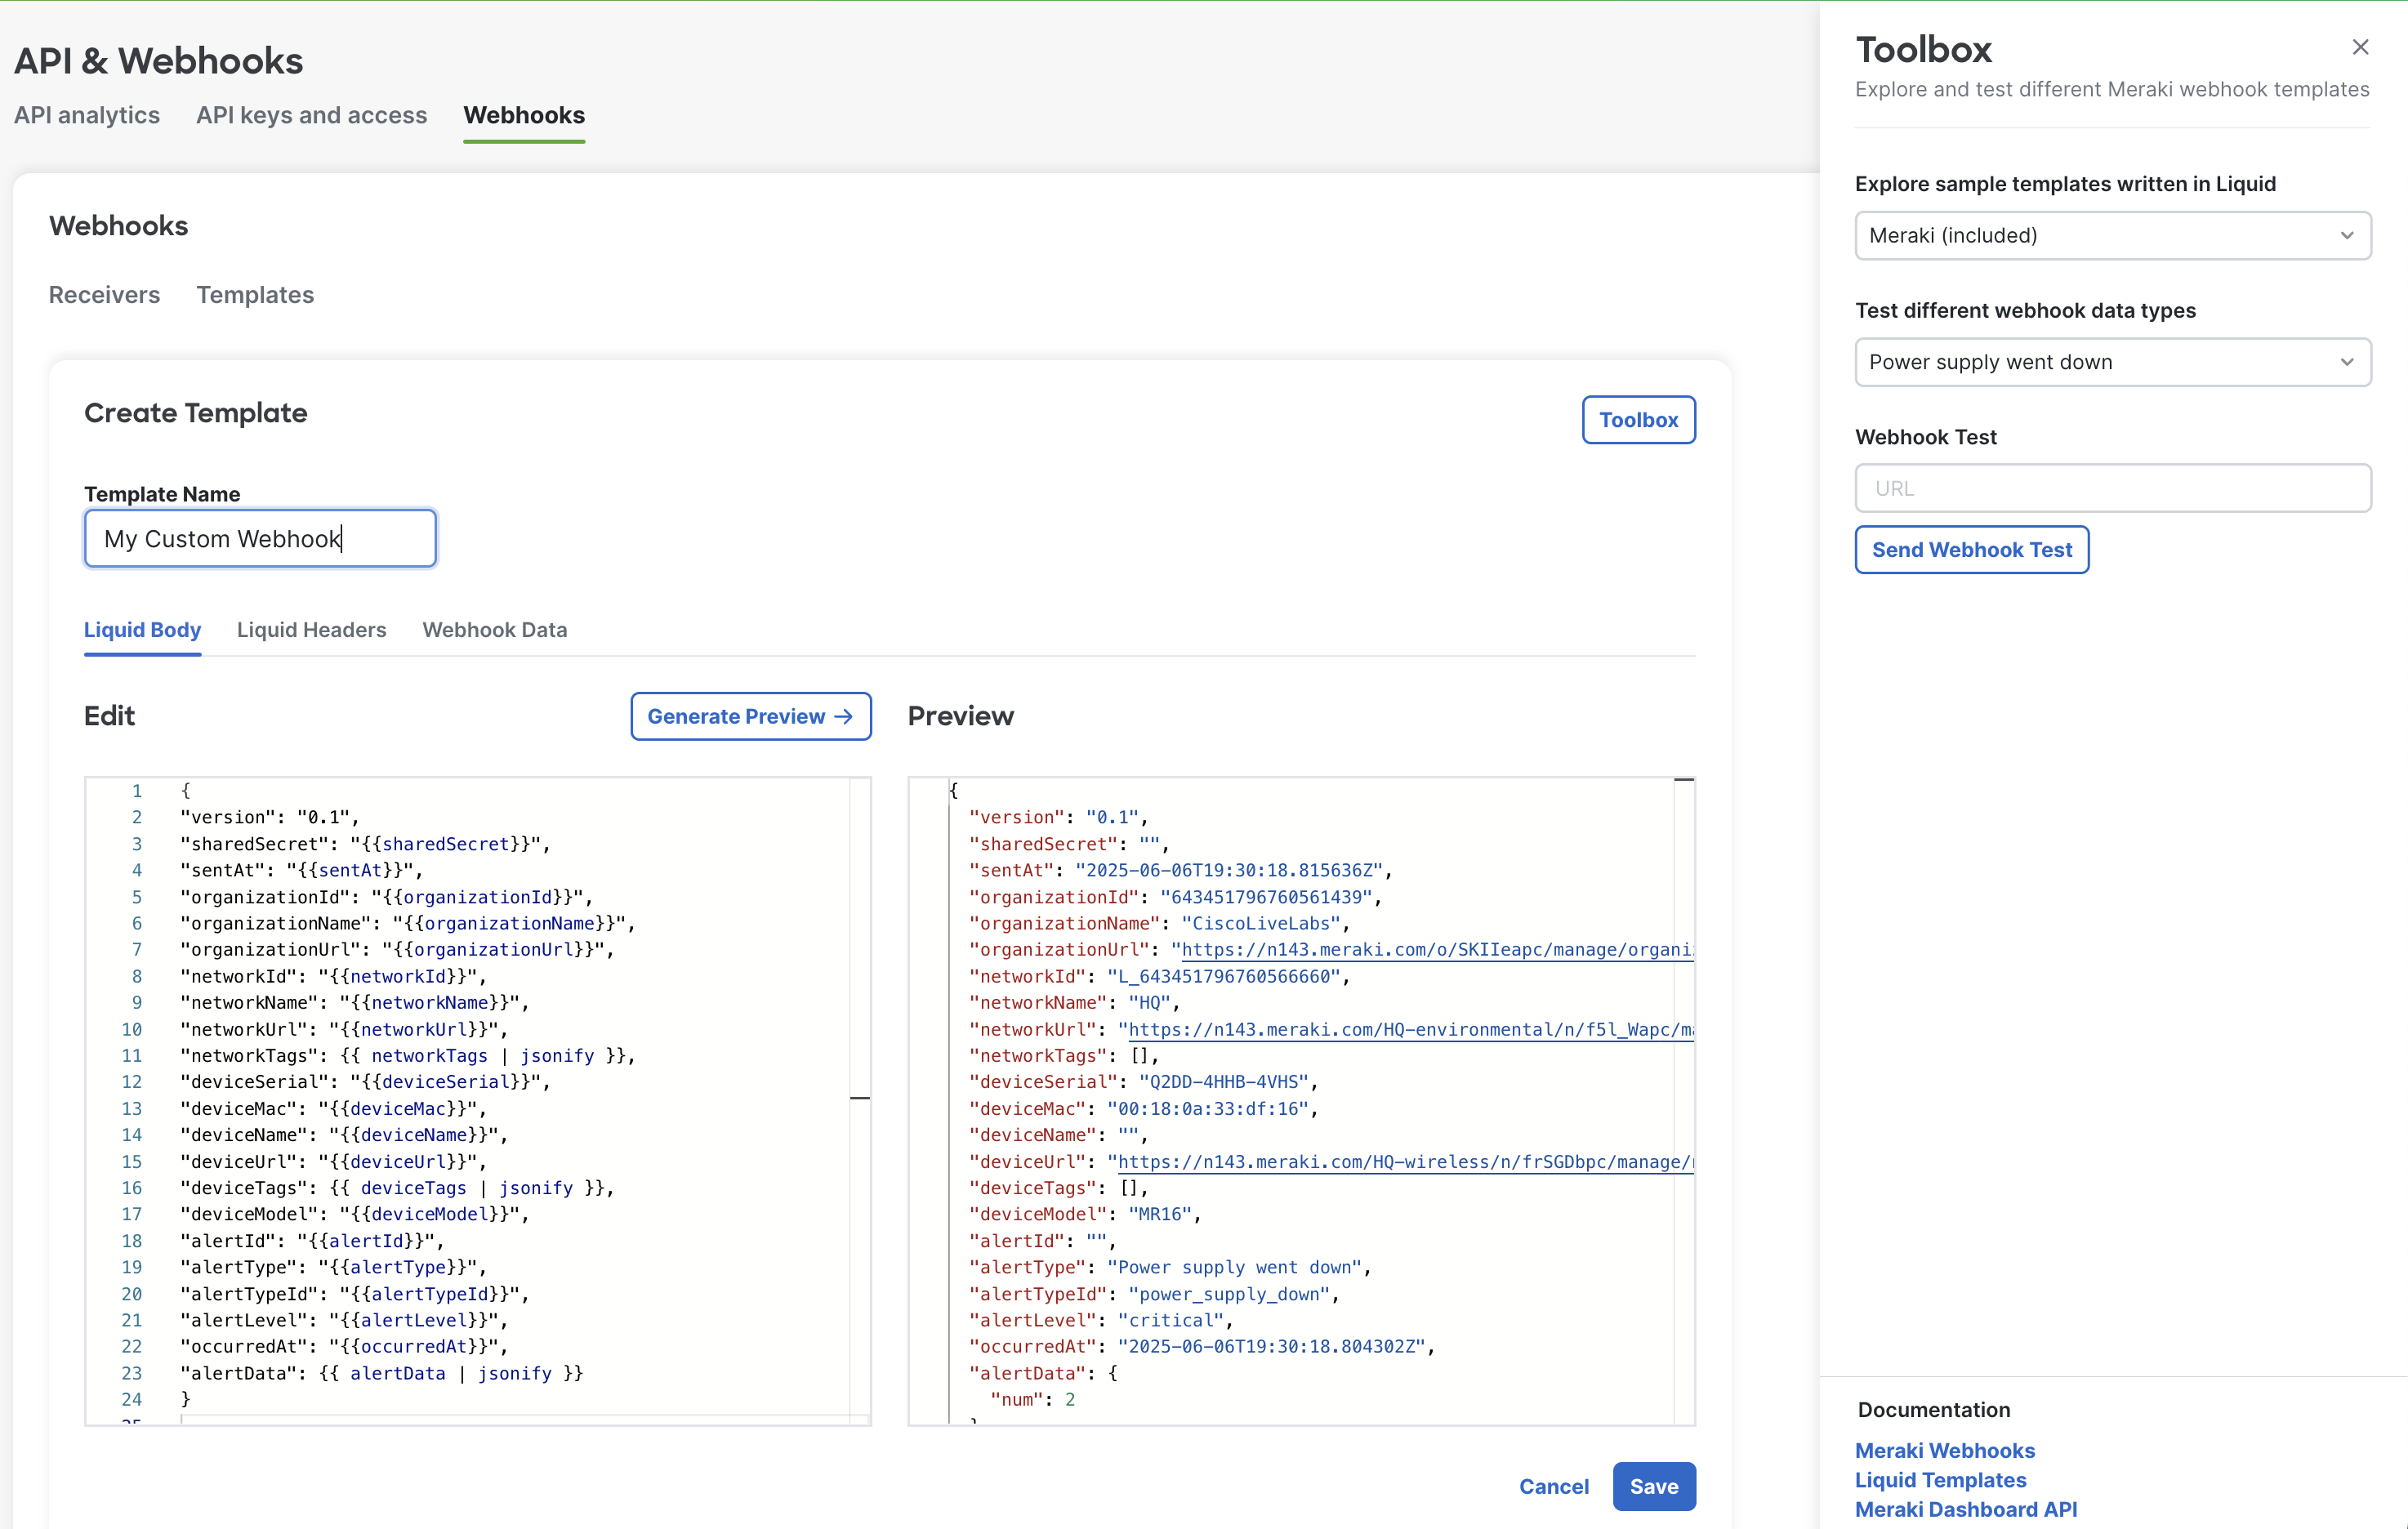 API & Webhooks
API analytics API keys and access Webhooks
Webhooks
Receivers Templates
Create Template
Toolbox
Template Name
My Custom Webhook
Liquid Body Liquid Headers Webhook Data
Edit
Generate Preview →
1 {
2 "version": "0.1",
3 "sharedSecret": "{{sharedSecret}}",
4 "sentAt": "{{sentAt}}",
5 "organizationId": "{{organizationId}}",
6 "organizationName": "{{organizationName}}",
7 "organizationUrl": "{{organizationUrl}}",
8 "networkId": "{{networkId}}",
9 "networkName": "{{networkName}}",
10 "networkUrl": "{{networkUrl}}",
11 "networkTags": {{ networkTags | jsonify }},
12 "deviceSerial": "{{deviceSerial}}",
13 "deviceMac": "{{deviceMac}}",
14 "deviceName": "{{deviceName}}",
15 "deviceUrl": "{{deviceUrl}}",
16 "deviceTags": {{ deviceTags | jsonify }},
17 "deviceModel": "{{deviceModel}}",
18 "alertId": "{{alertId}}",
19 "alertType": "{{alertType}}",
20 "alertTypeId": "{{alertTypeId}}",
21 "alertLevel": "{{alertLevel}}",
22 "occurredAt": "{{occurredAt}}",
23 "alertData": {{ alertData | jsonify }}
24 }
Preview
{
"version": "0.1",
"sharedSecret": "",
"sentAt": "2025-06-06T19:30:18.815636Z",
"organizationId": "643451796760561439",
"organizationName": "CiscoLiveLabs",
"organizationUrl": "https://n143.meraki.com/o/SKIIeapc/manage/organi
"networkId": "L_643451796760566660",
"networkName": "HQ",
"networkUrl": "https://n143.meraki.com/HQ-environmental/n/f5l_Wapc/m
"networkTags": [],
"deviceSerial": "Q2DD-4HHB-4VHS",
"deviceMac": "00:18:0a:33:df:16",
"deviceName": "",
"deviceUrl": "https://n143.meraki.com/HQ-wireless/n/frSGDbpc/manage/
"deviceTags": [],
"deviceModel": "MR16",
"alertId": "",
"alertType": "Power supply went down",
"alertTypeId": "power_supply_down",
"alertLevel": "critical",
"occurredAt": "2025-06-06T19:30:18.804302Z",
"alertData": {
"num": 2
Cancel Save
Toolbox
Explore and test different Meraki webhook templates
Explore sample templates written in Liquid
Meraki (included)
Test different webhook data types
Power supply went down
Webhook Test
URL
Send Webhook Test
Documentation
Meraki Webhooks
Liquid Templates
Meraki Dashboard API